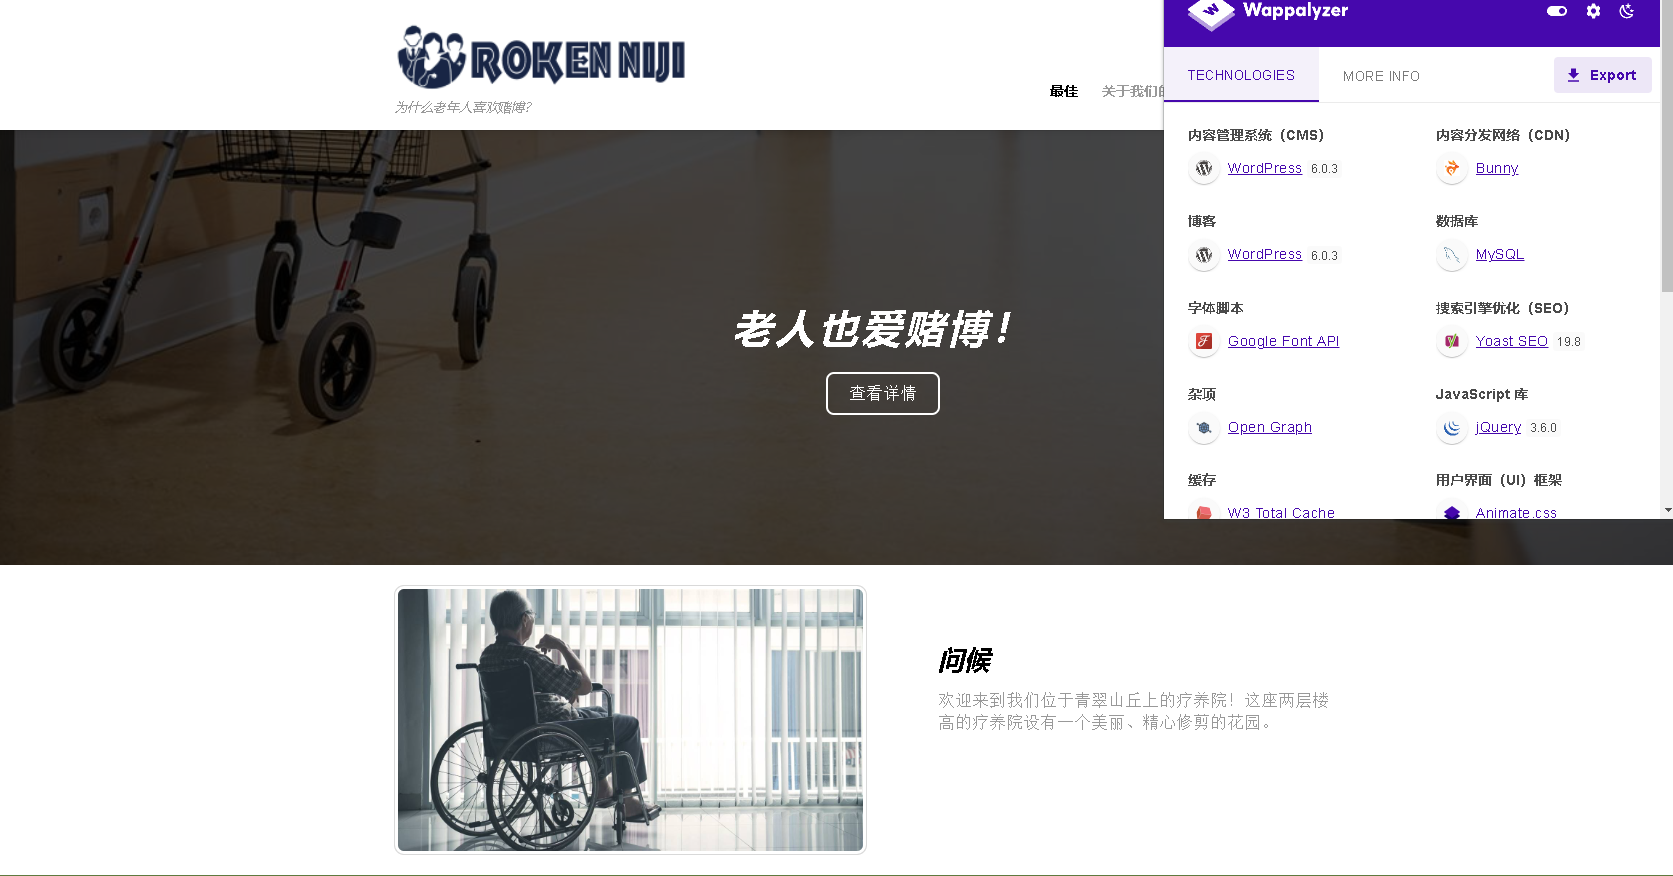 ROKEN NIJI
为什么老年人喜欢赌博?
最佳
关于我们
老人也爱赌博！
查看详情
问候
欢迎来到我们位于青翠山丘上的疗养院！这座两层楼
高的疗养院设有一个美丽、精心修剪的花园。
Wappalyzer
TECHNOLOGIES
MORE INFO
Export
内容管理系统（CMS）
WordPress 6.0.3
博客
WordPress 6.0.3
字体脚本
Google Font API
杂项
Open Graph
缓存
W3 Total Cache
内容分发网络（CDN）
Bunny
数据库
MySQL
搜索引擎优化（SEO）
Yoast SEO 19.8
JavaScript 库
jQuery 3.6.0
用户界面（UI）框架
Animate.css